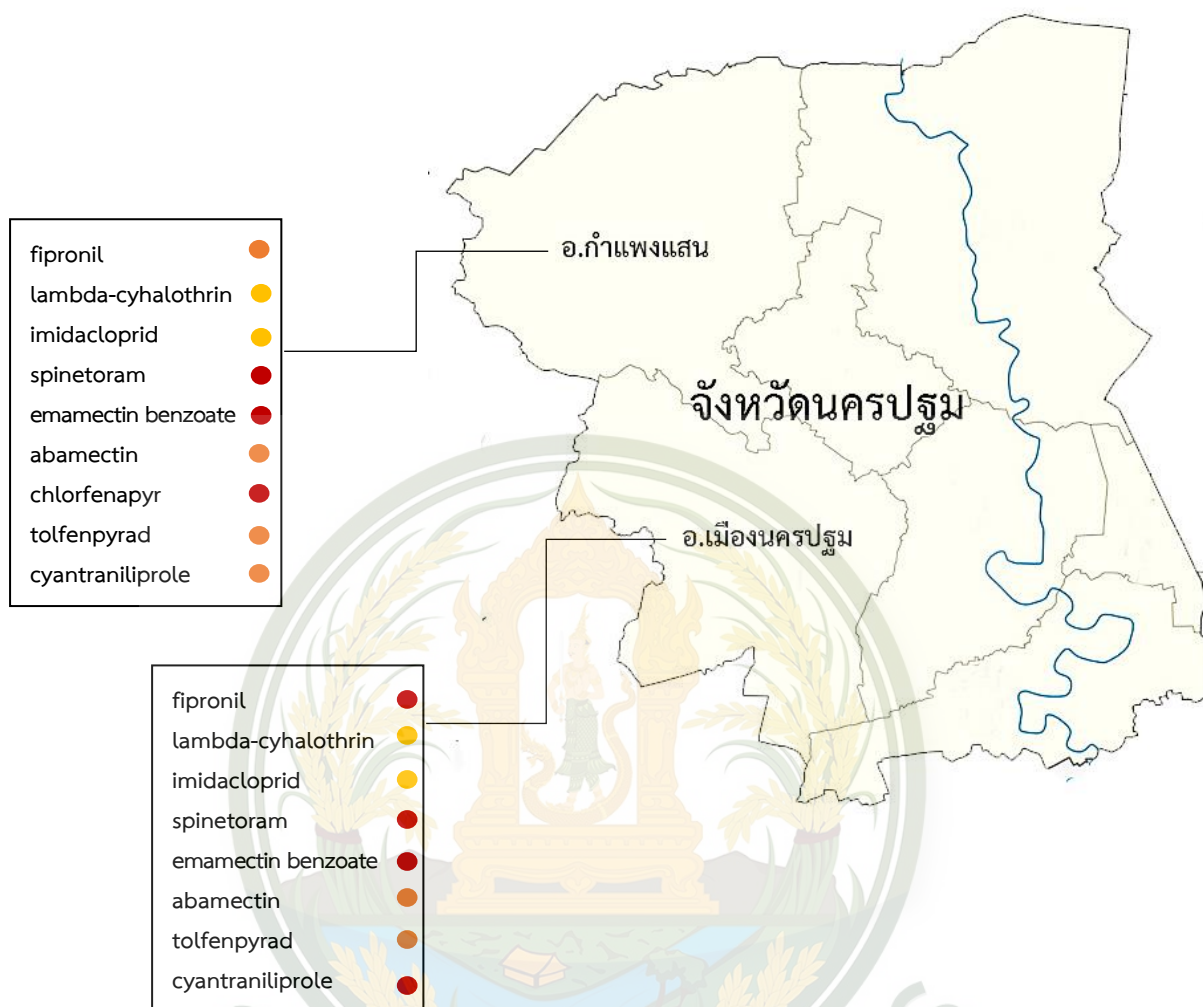 อ.กำแพงแสน
fipronil
lambda-cyhalothrin
imidacloprid
spinetoram
emamectin benzoate
abamectin
chlorfenapyr
tolfenpyrad
cyantraniliprole
จังหวัดนครปฐม
อ.เมืองนครปฐม
fipronil
lambda-cyhalothrin
imidacloprid
spinetoram
emamectin benzoate
abamectin
tolfenpyrad
cyantraniliprole